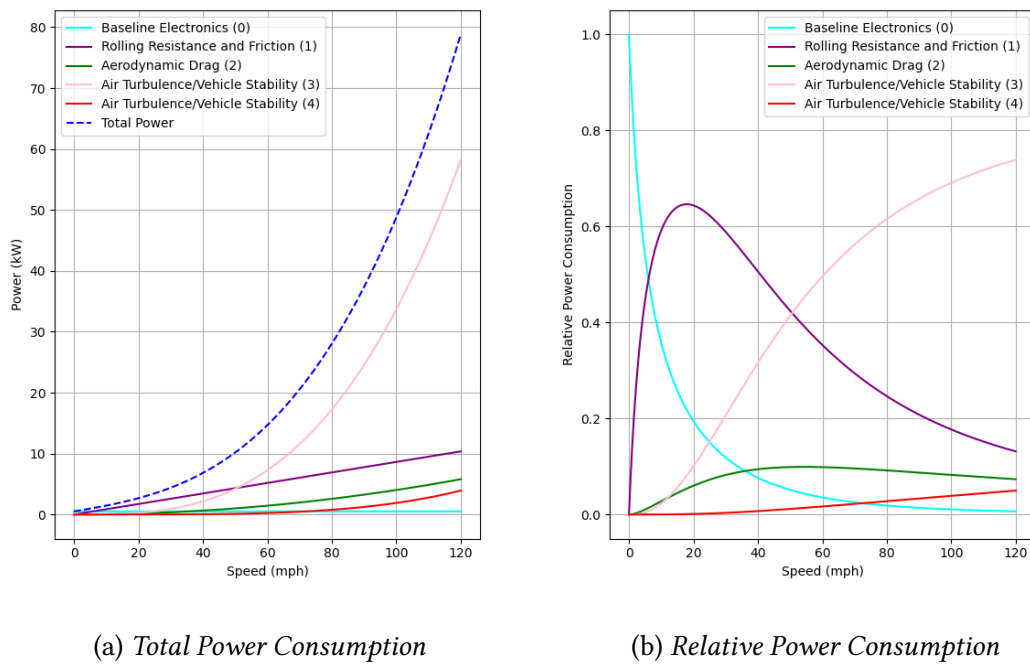 Baseline Electronics (0)
Rolling Resistance and Friction (1)
Aerodynamic Drag (2)
Air Turbulence/Vehicle Stability (3)
Air Turbulence/Vehicle Stability (4)
Total Power
80
70
60
50
40
30
20
10
0
Power (kW)
0 20 40 60 80 100 120
Speed (mph)
(a) Total Power Consumption
Baseline Electronics (0)
Rolling Resistance and Friction (1)
Aerodynamic Drag (2)
Air Turbulence/Vehicle Stability (3)
Air Turbulence/Vehicle Stability (4)
1.0
0.8
0.6
0.4
0.2
0.0
Relative Power Consumption
0 20 40 60 80 100 120
Speed (mph)
(b) Relative Power Consumption